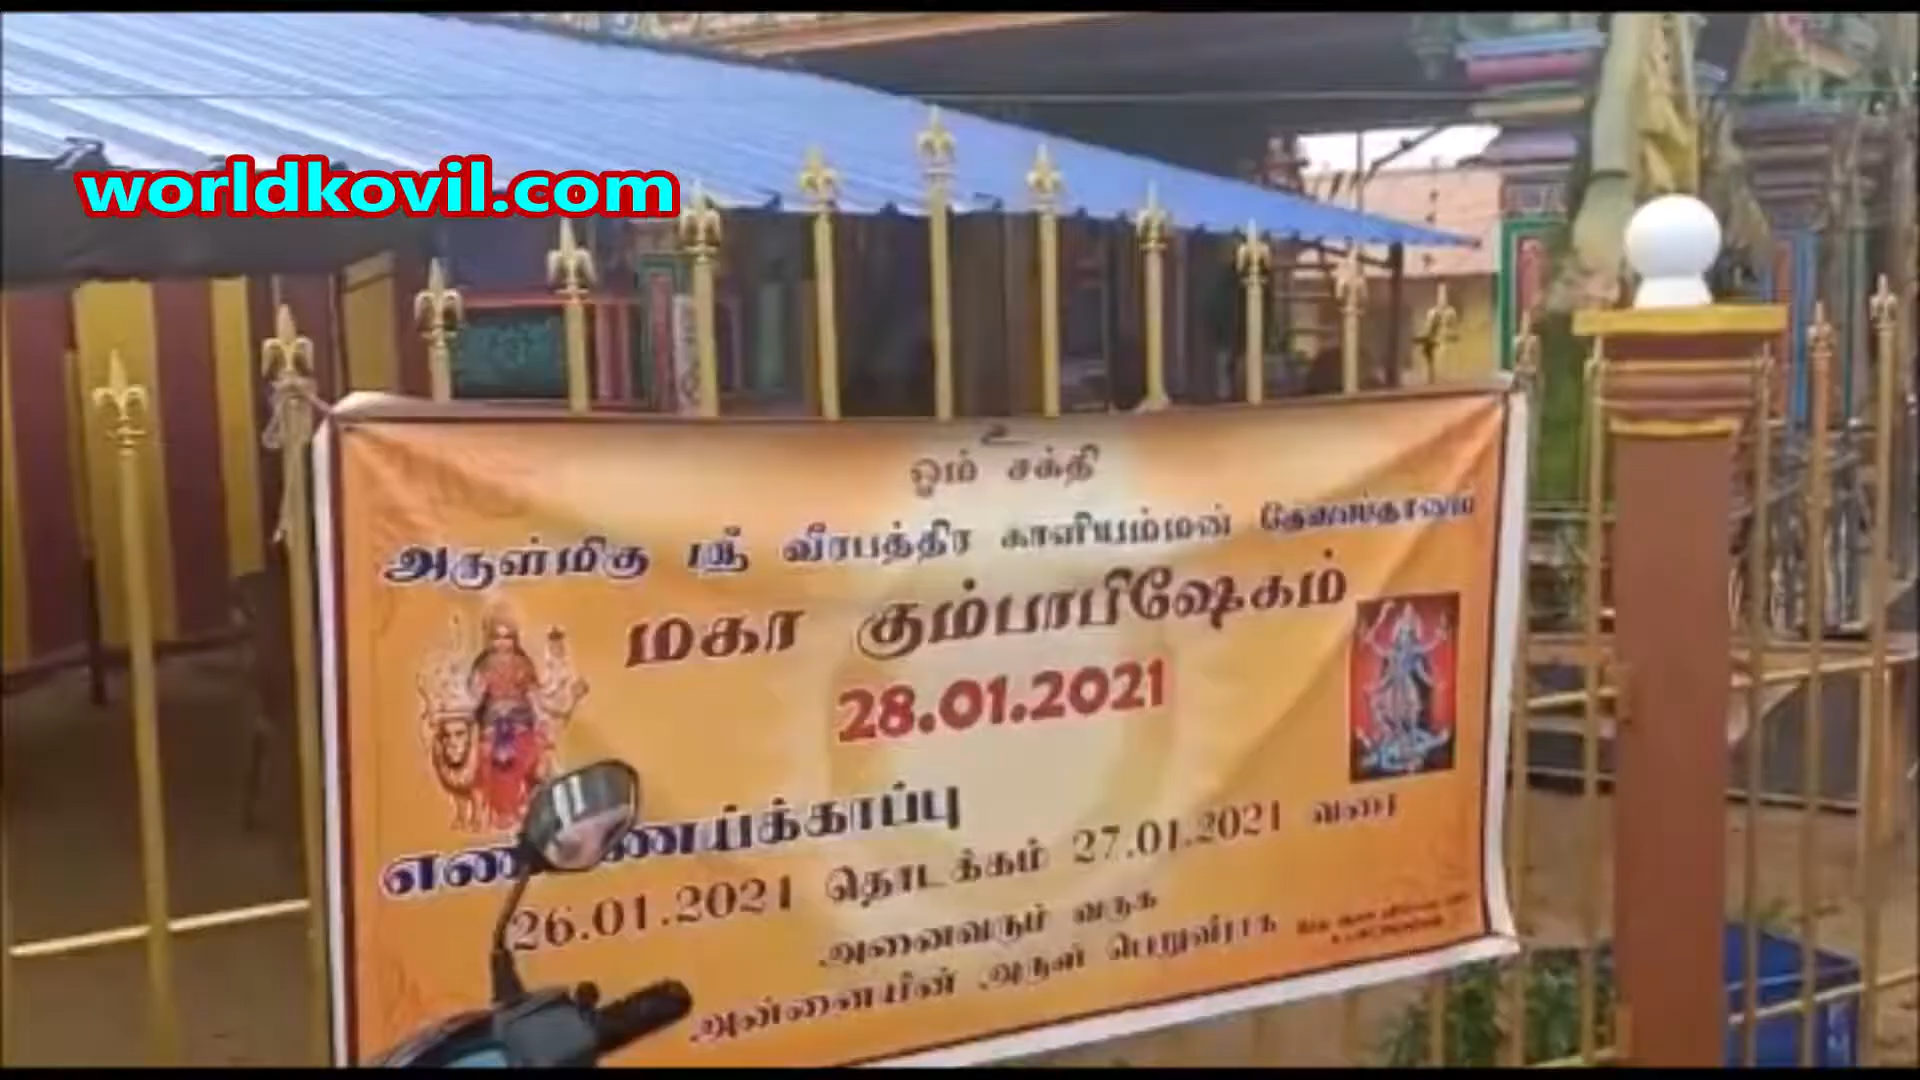 worldkovil.com
உ
ஓம் சக்தி
அருள்மிகு ஸ்ரீ வீரபத்திர காளியம்மன் தேவஸ்தானம்
மகா கும்பாபிஷேகம்
28.01.2021
எண்ணெய்க்காப்பு
26.01.2021 தொடக்கம் 27.01.2021 வரை
அனைவரும் வருக
அன்னையின் அருள் பெறுவீராக